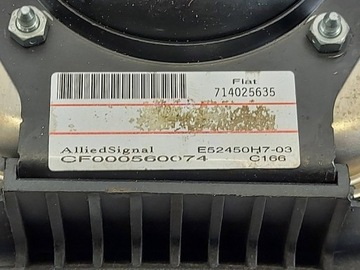 Fiat
714025635
AlliedSignal E52450H7-03
CF000560074 C166